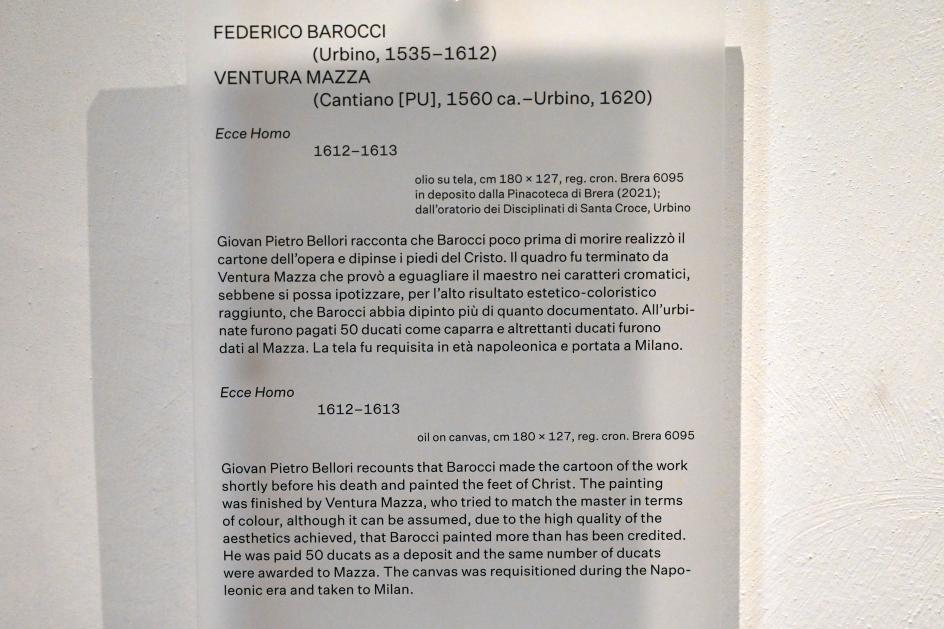 FEDERICO BAROCCI
(Urbino, 1535–1612)
VENTURA MAZZA
(Cantiano [PU], 1560 ca.–Urbino, 1620)
Ecce Homo
1612–1613
olio su tela, cm 180 × 127, reg. cron. Brera 6095
in deposito dalla Pinacoteca di Brera (2021);
dall'oratorio dei Disciplinati di Santa Croce, Urbino
Giovan Pietro Bellori racconta che Barocci poco prima di morire realizzò il
cartone dell'opera e dipinse i piedi del Cristo. Il quadro fu terminato da
Ventura Mazza che provò a eguagliare il maestro nei caratteri cromatici,
sebbene si possa ipotizzare, per l'alto risultato estetico-coloristico
raggiunto, che Barocci abbia dipinto più di quanto documentato. All'urbi-
nate furono pagati 50 ducati come caparra e altrettanti ducati furono
dati al Mazza. La tela fu requisita in età napoleonica e portata a Milano.
Ecce Homo
1612–1613
oil on canvas, cm 180 × 127, reg. cron. Brera 6095
Giovan Pietro Bellori recounts that Barocci made the cartoon of the work
shortly before his death and painted the feet of Christ. The painting
was finished by Ventura Mazza, who tried to match the master in terms
of colour, although it can be assumed, due to the high quality of the
aesthetics achieved, that Barocci painted more than has been credited.
He was paid 50 ducats as a deposit and the same number of ducats
were awarded to Mazza. The canvas was requisitioned during the Napo-
leonic era and taken to Milan.